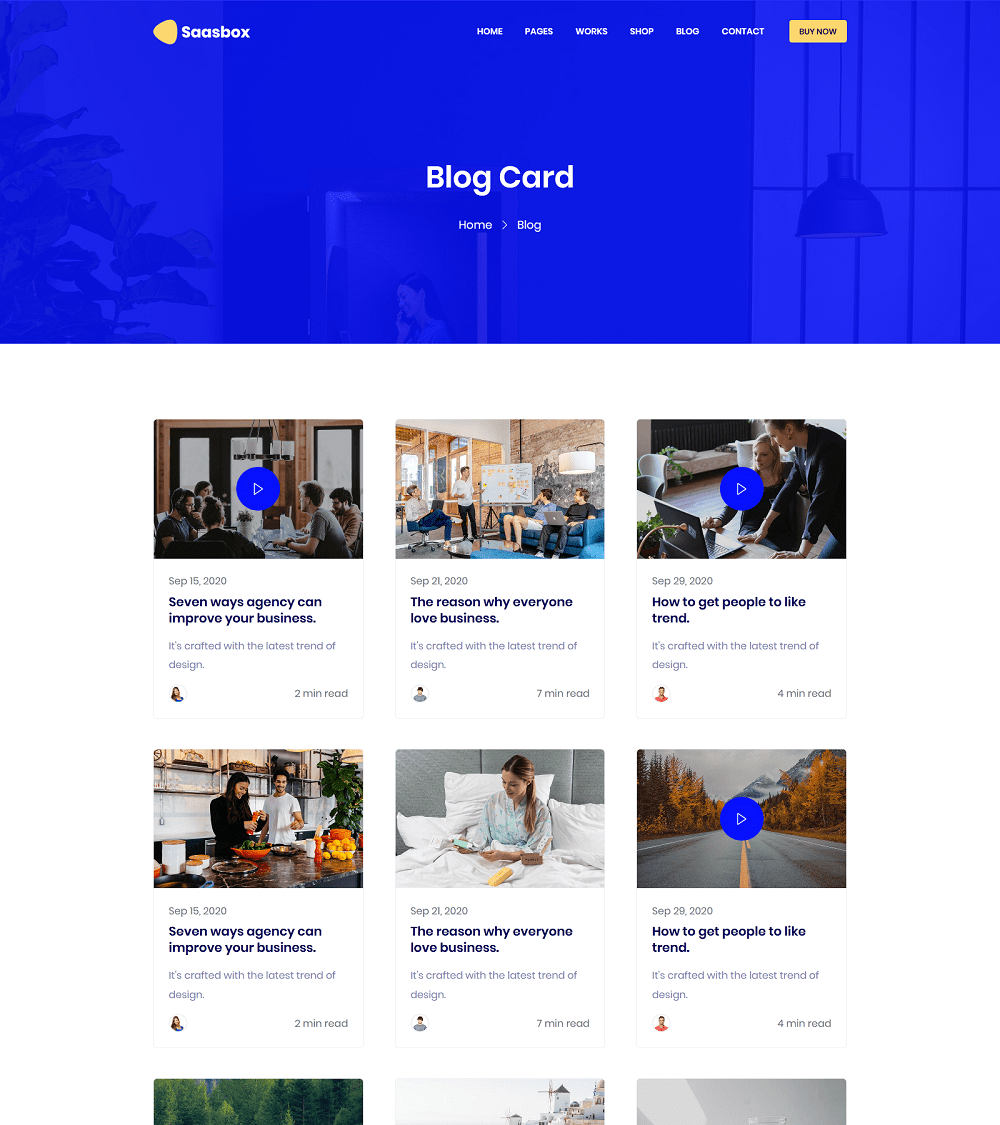 Saasbox
HOME PAGES WORKS SHOP BLOG CONTACT BUY NOW
Blog Card
Home > Blog
Sep 15, 2020
Seven ways agency can
improve your business.
It's crafted with the latest trend of
design.
2 min read
Sep 21, 2020
The reason why everyone
love business.
It's crafted with the latest trend of
design.
7 min read
Sep 29, 2020
How to get people to like
trend.
It's crafted with the latest trend of
design.
4 min read
Sep 15, 2020
Seven ways agency can
improve your business.
It's crafted with the latest trend of
design.
2 min read
Sep 21, 2020
The reason why everyone
love business.
It's crafted with the latest trend of
design.
7 min read
Sep 29, 2020
How to get people to like
trend.
It's crafted with the latest trend of
design.
4 min read